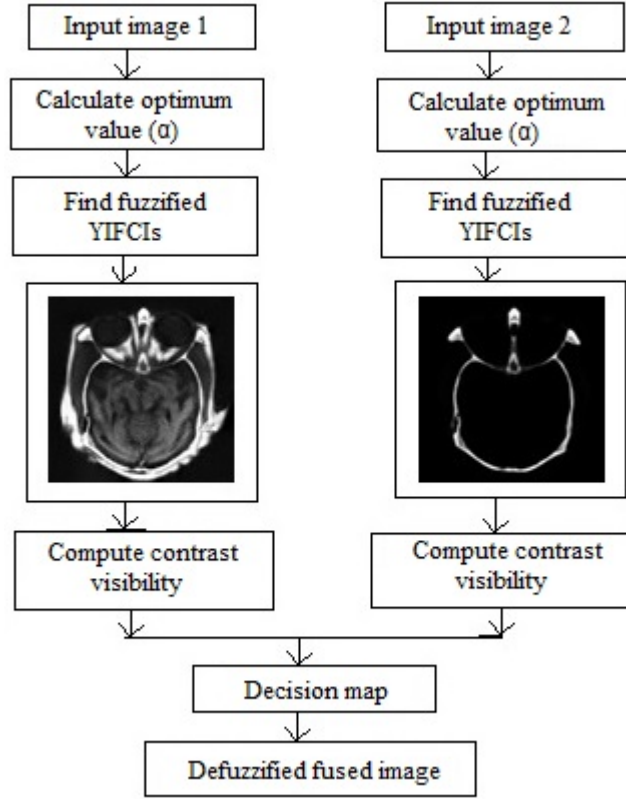 Input image 1
Calculate optimum
value (α)
Find fuzzified
YIFCIs
Compute contrast
visibility
Input image 2
Calculate optimum
value (α)
Find fuzzified
YIFCIs
Compute contrast
visibility
Decision map
Defuzzified fused image